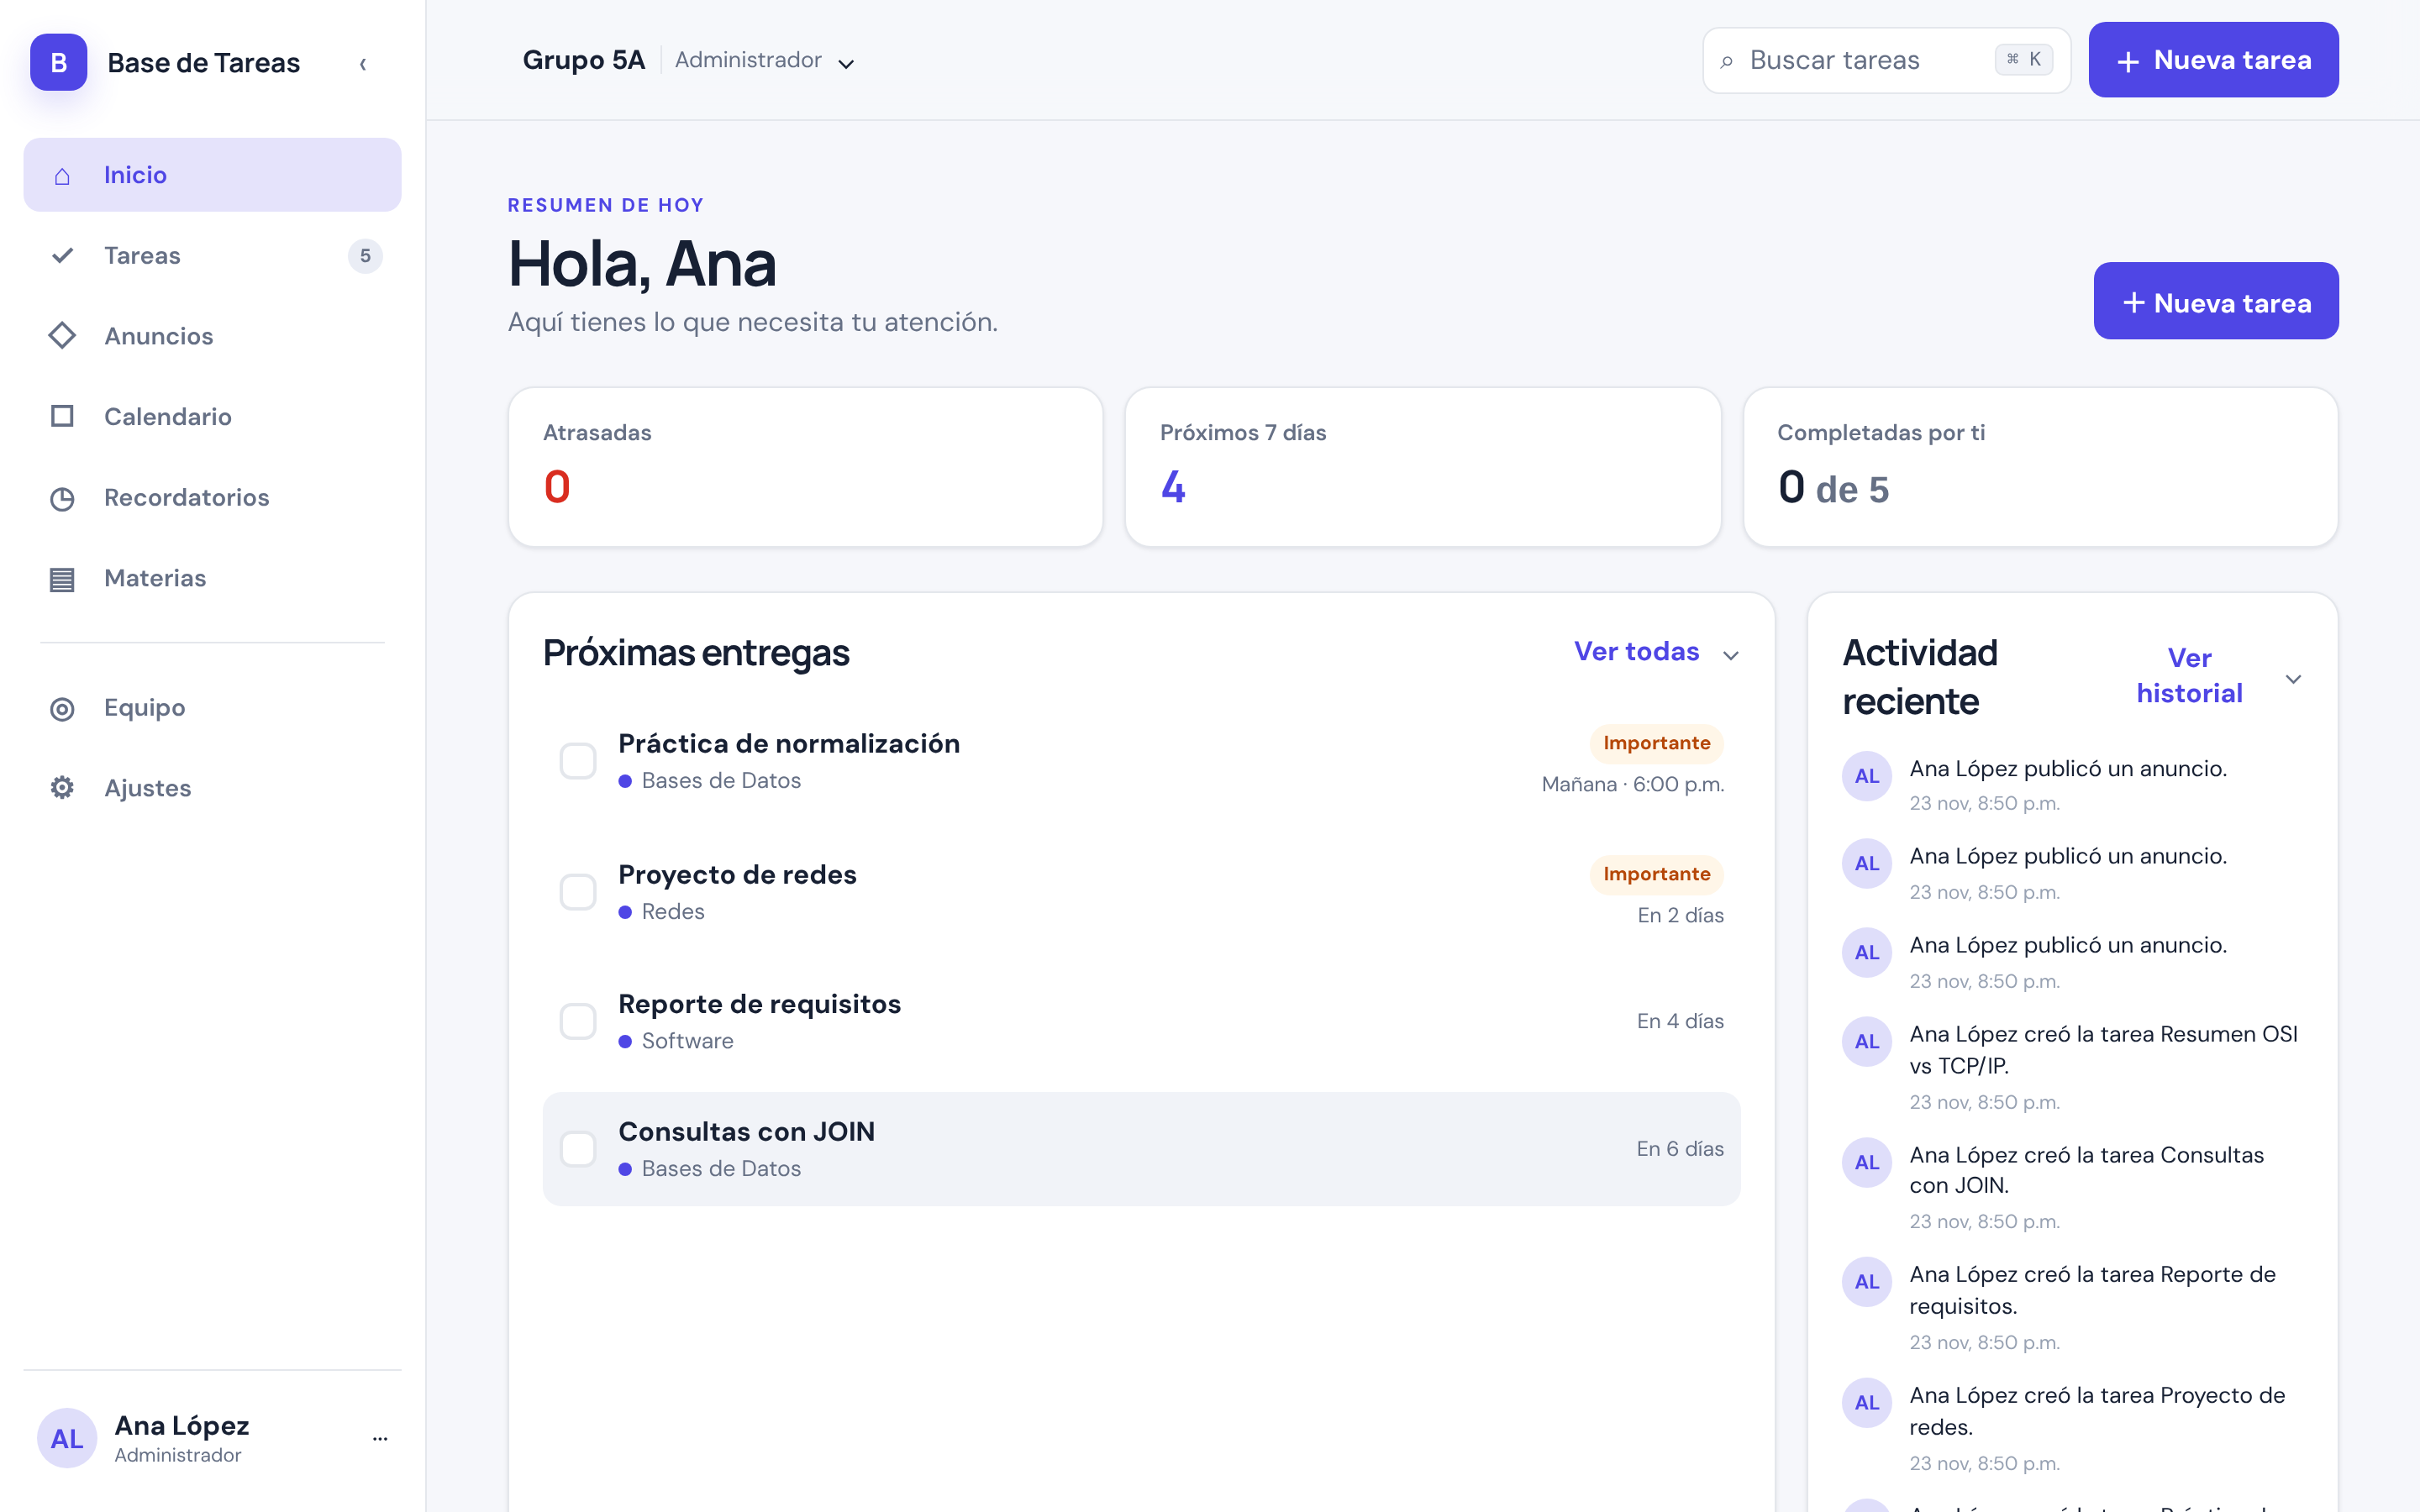 B Base de Tareas
Inicio
Tareas 5
Anuncios
Calendario
Recordatorios
Materias
Equipo
Ajustes
AL Ana López
Administrador
Grupo 5A Administrador
Buscar tareas ⌘ K
+ Nueva tarea
RESUMEN DE HOY
Hola, Ana
Aquí tienes lo que necesita tu atención.
+ Nueva tarea
Atrasadas
0
Próximos 7 días
4
Completadas por ti
0 de 5
Próximas entregas
Ver todas
Práctica de normalización
Bases de Datos
Importante
Mañana · 6:00 p.m.
Proyecto de redes
Redes
Importante
En 2 días
Reporte de requisitos
Software
En 4 días
Consultas con JOIN
Bases de Datos
En 6 días
Actividad
reciente
Ver
historial
AL Ana López publicó un anuncio.
23 nov, 8:50 p.m.
AL Ana López publicó un anuncio.
23 nov, 8:50 p.m.
AL Ana López publicó un anuncio.
23 nov, 8:50 p.m.
AL Ana López creó la tarea Resumen OSI
vs TCP/IP.
23 nov, 8:50 p.m.
AL Ana López creó la tarea Consultas
con JOIN.
23 nov, 8:50 p.m.
AL Ana López creó la tarea Reporte de
requisitos.
23 nov, 8:50 p.m.
AL Ana López creó la tarea Proyecto de
redes.
23 nov, 8:50 p.m.